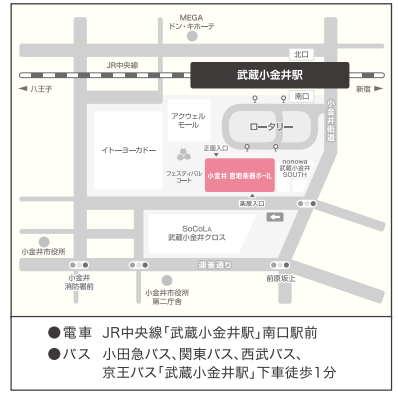 MEGA
ドン・キホーテ
北口
JR中央線
武蔵小金井駅
八王子
新宿
南口
アクウェル
モール
ロータリー
小金井街道
イトーヨーカドー
正面入口
フェスティバル
コート
小金井 宮地楽器ホール
nonowa
武蔵小金井
SOUTH
楽屋入口
SoCoLA
武蔵小金井クロス
小金井市役所
連雀通り
小金井
消防署前
小金井市役所
第二庁舎
前原坂上
●電車 JR中央線「武蔵小金井駅」南口駅前
●バス 小田急バス、関東バス、西武バス、
京王バス「武蔵小金井駅」下車徒歩1分